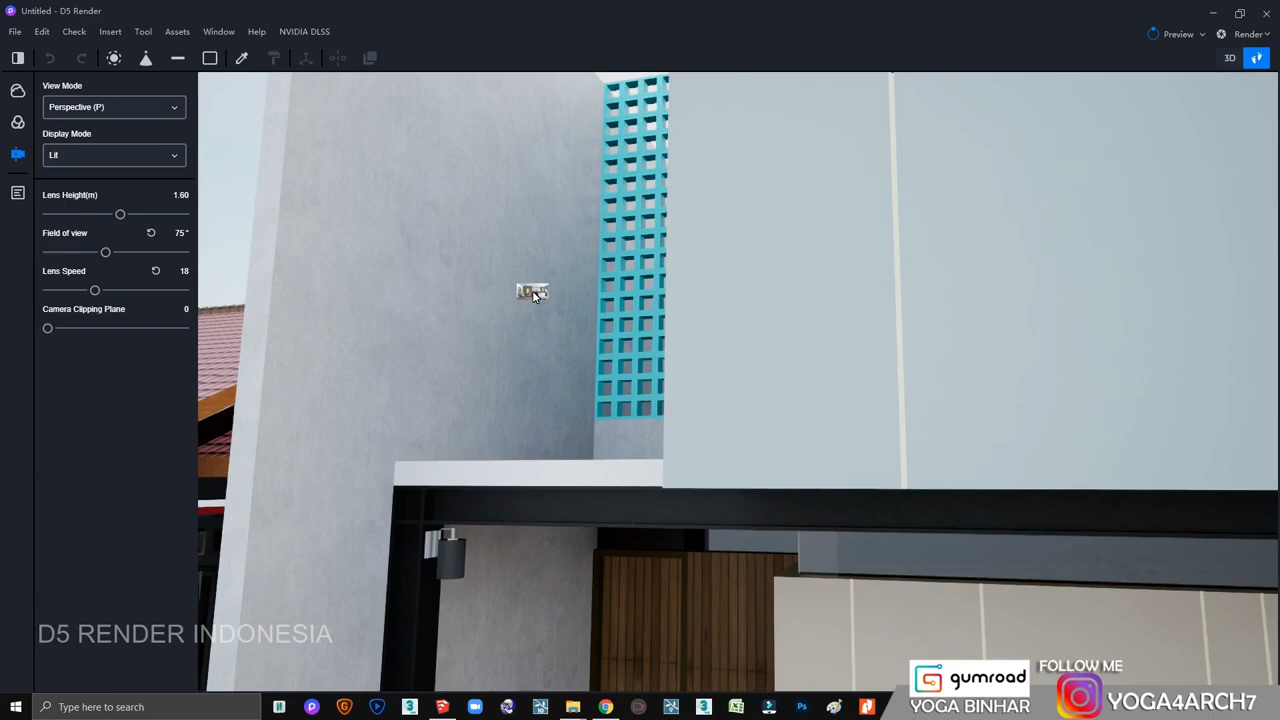 Untitled - D5 Render
File Edit Check Insert Tool Assets Window Help NVIDIA DLSS
Preview Render
3D
View Mode
Perspective (P)
Display Mode
Lit
Lens Height(m) 1.60
Field of view 75 °
Lens Speed 18
Camera Clipping Plane 0
D5 RENDER INDONESIA
gumroad
YOGA BINHAR
FOLLOW ME
YOGA4ARCH7
Type here to search